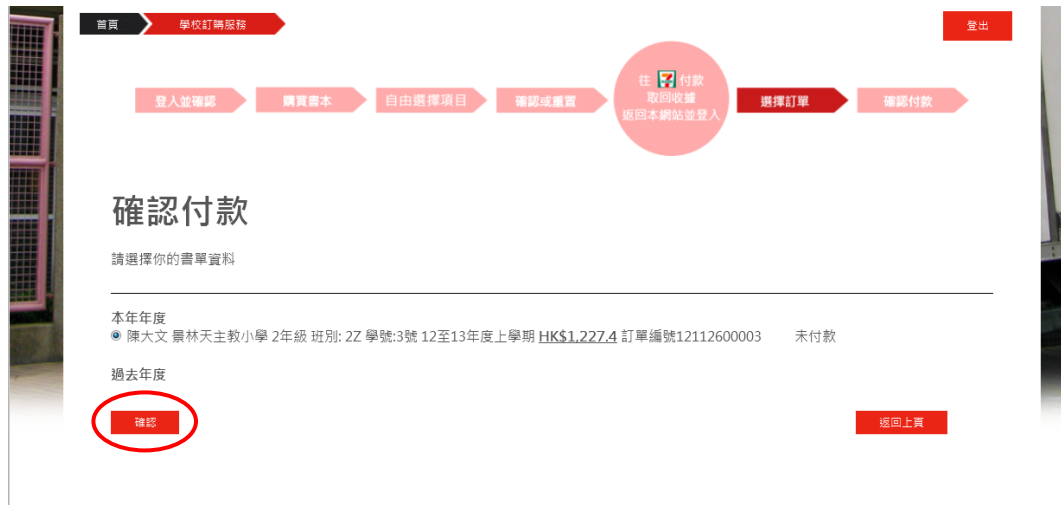 首頁
學校訂購服務
登出
登入並確認
購買書本
自由選擇項目
確認或重置
往 7 付款
取回收據
返回本網站並登入
選擇訂單
確認付款
確認付款
請選擇你的書單資料
本年年度
陳大文 景林天主教小學 2年級 班別: 2Z 學號:3號 12至13年度上學期 HK$1,227.4 訂單編號12112600003 未付款
過去年度
確認
返回上頁